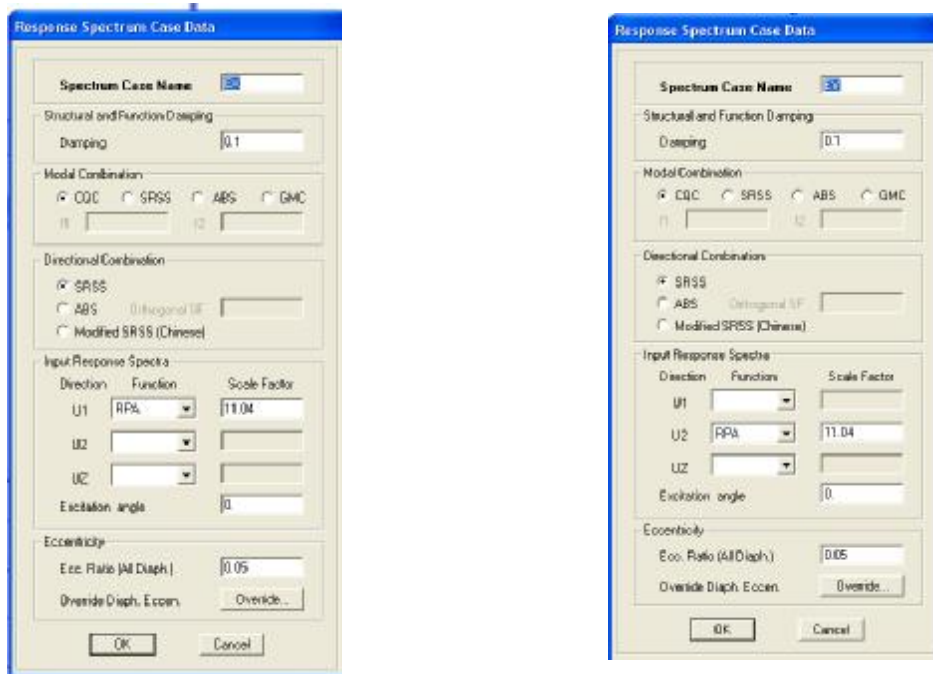 Response Spectrum Case Data
Spectrum Case Name EX
Structural and Function Damping
Damping 0.1
Modal Combination
CQC SRSS ABS GMC
f1 f2
Directional Combination
SRSS
ABS Orthogonal SF
Modified SRSS (Chinese)
Input Response Spectra
Direction Function Scale Factor
U1 RPA 11.04
U2
UZ
Excitation angle 0.
Eccentricity
Ecc. Ratio (All Diaph.) 0.05
Override Diaph. Eccen. Override...
OK Cancel
Response Spectrum Case Data
Spectrum Case Name EY
Structural and Function Damping
Damping 0.1
Modal Combination
CQC SRSS ABS GMC
f1 f2
Directional Combination
SRSS
ABS Orthogonal SF
Modified SRSS (Chinese)
Input Response Spectra
Direction Function Scale Factor
U1
U2 RPA 11.04
UZ
Excitation angle 0.
Eccentricity
Ecc. Ratio (All Diaph.) 0.05
Override Diaph. Eccen. Override...
OK Cancel